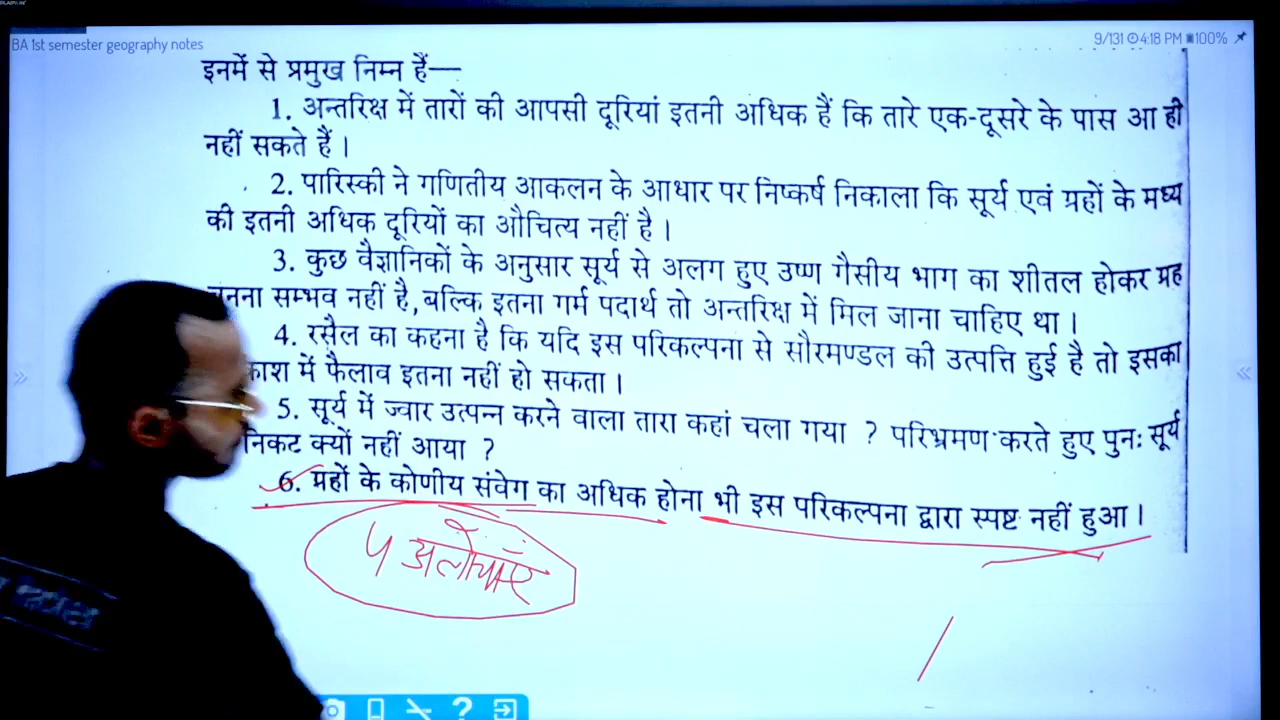 BA 1st semester geography notes
9/131 4:18 PM 100%
इनमें से प्रमुख निम्न हैं—
1. अन्तरिक्ष में तारों की आपसी दूरियां इतनी अधिक हैं कि तारे एक-दूसरे के पास आ ही
नहीं सकते हैं ।
2. पारिस्की ने गणितीय आकलन के आधार पर निष्कर्ष निकाला कि सूर्य एवं ग्रहों के मध्य
की इतनी अधिक दूरियों का औचित्य नहीं है ।
3. कुछ वैज्ञानिकों के अनुसार सूर्य से अलग हुए उष्ण गैसीय भाग का शीतल होकर ग्रह
सम्भव नहीं है, बल्कि इतना गर्म पदार्थ तो अन्तरिक्ष में मिल जाना चाहिए था ।
4. रसैल का कहना है कि यदि इस परिकल्पना से सौरमण्डल की उत्पत्ति हुई है तो इसका
में फैलाव इतना नहीं हो सकता ।
5. सूर्य में ज्वार उत्पन्न करने वाला तारा कहां चला गया ? परिभ्रमण करते हुए पुनः सूर्य
निकट क्यों नहीं आया ?
6. ग्रहों के कोणीय संवेग का अधिक होना भी इस परिकल्पना द्वारा स्पष्ट नहीं हुआ ।